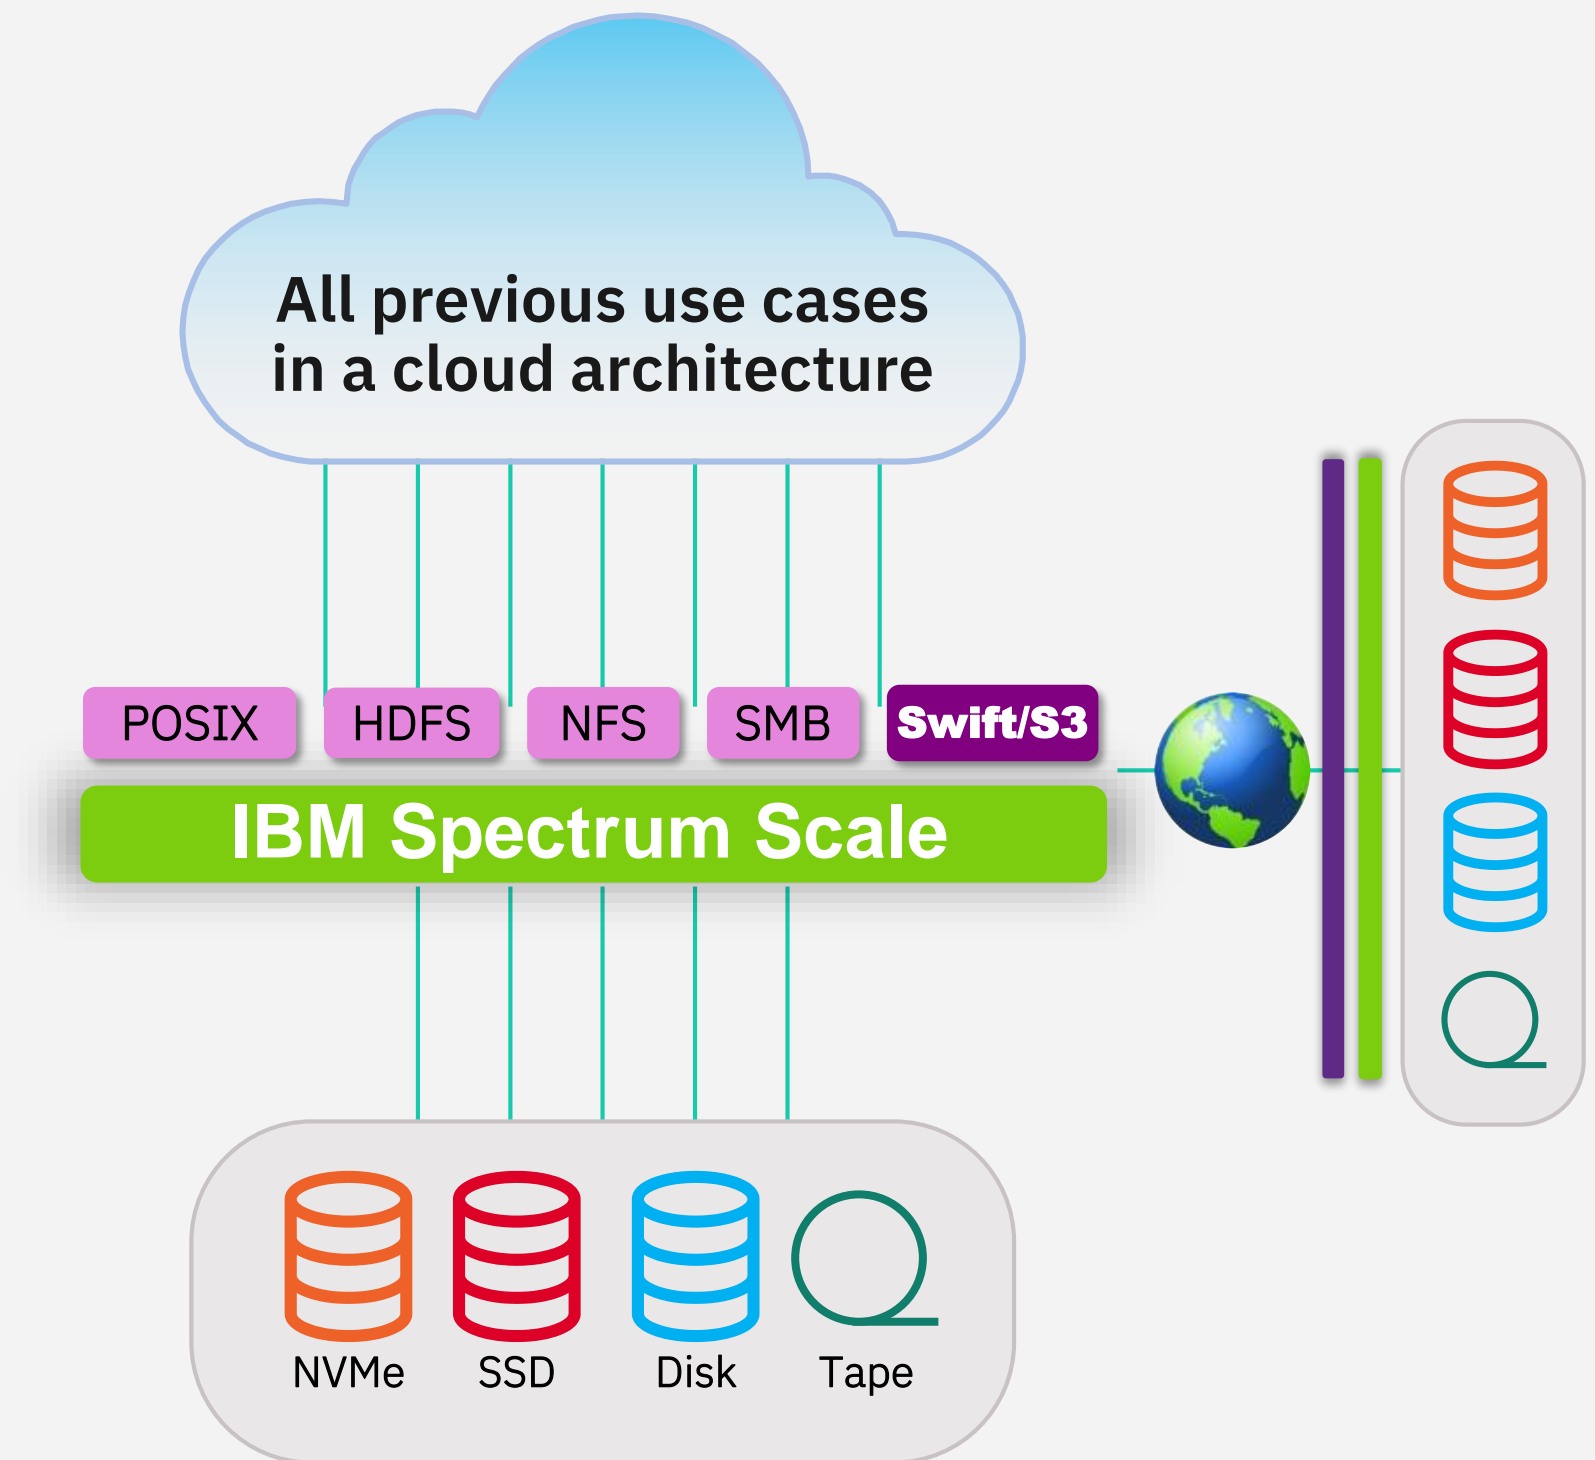 All previous use cases
in a cloud architecture
POSIX HDFS NFS SMB Swift/S3
IBM Spectrum Scale
NVMe SSD Disk Tape